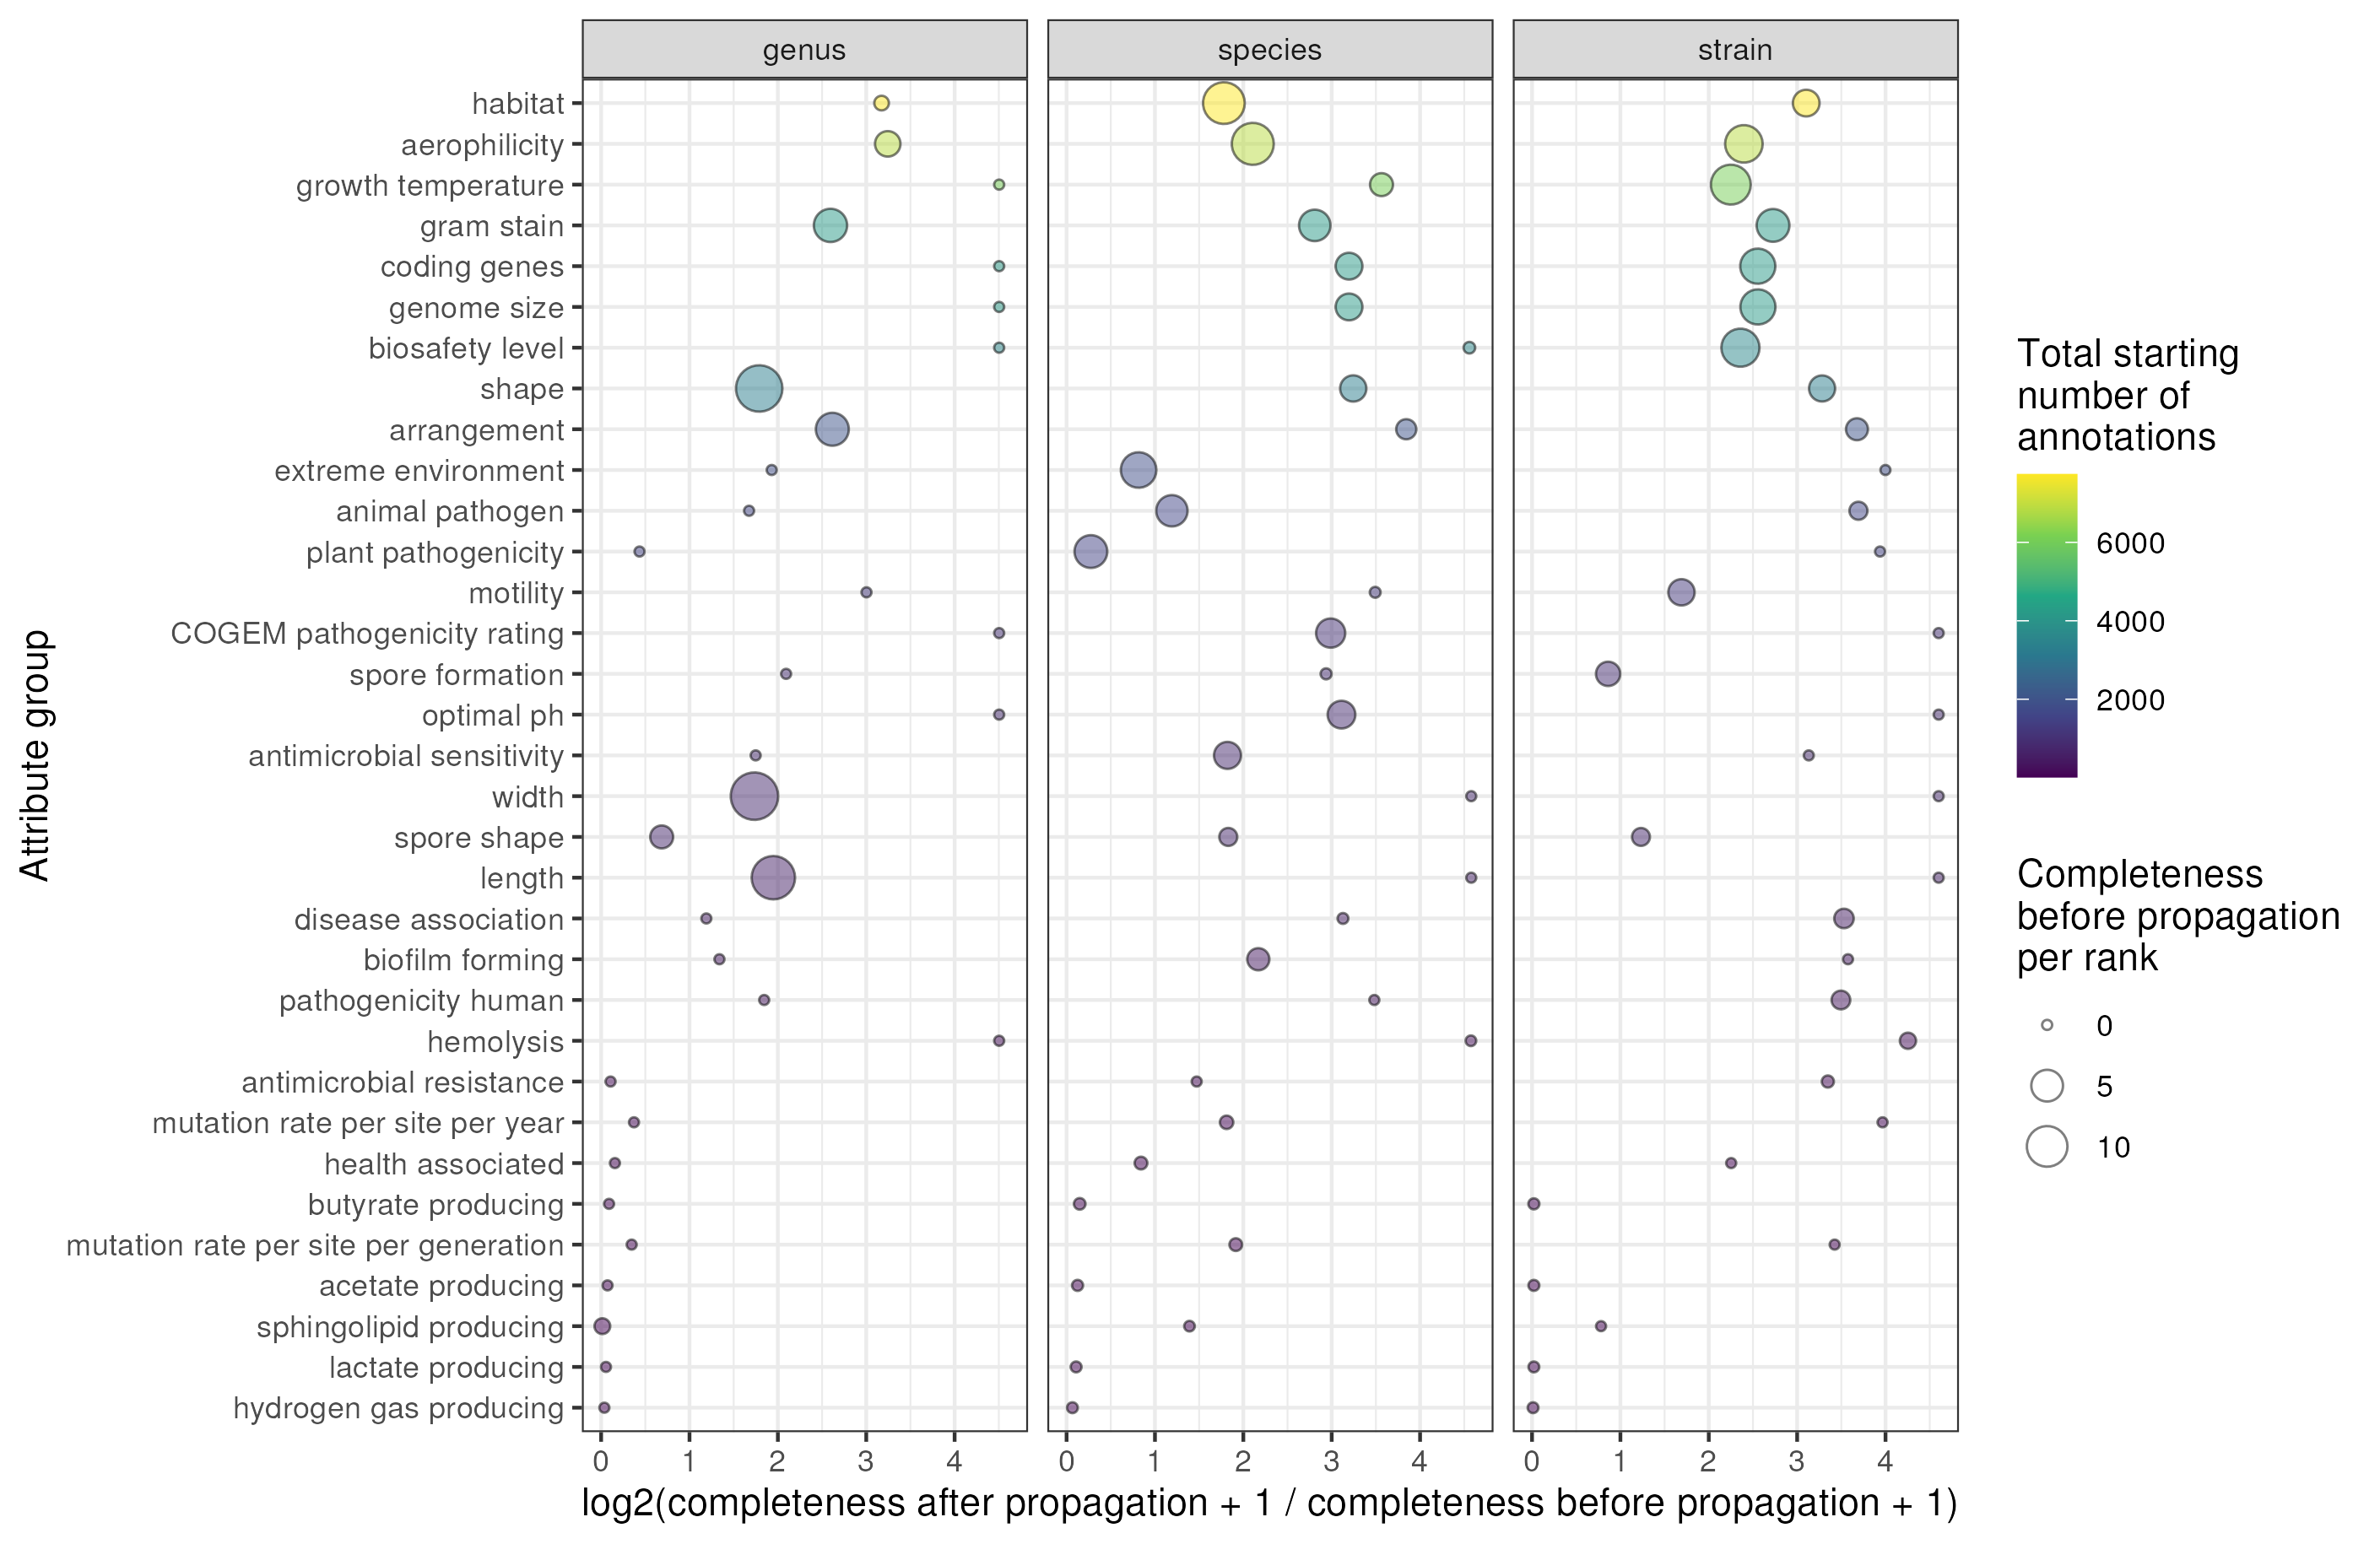 genus
species
strain
habitat
aerophilicity
growth temperature
gram stain
coding genes
genome size
biosafety level
shape
arrangement
extreme environment
animal pathogen
plant pathogenicity
motility
COGEM pathogenicity rating
spore formation
optimal ph
antimicrobial sensitivity
width
spore shape
length
disease association
biofilm forming
pathogenicity human
hemolysis
antimicrobial resistance
mutation rate per site per year
health associated
butyrate producing
mutation rate per site per generation
acetate producing
sphingolipid producing
lactate producing
hydrogen gas producing
Attribute group
0 1 2 3 4
0 1 2 3 4
0 1 2 3 4
log2(completeness after propagation + 1 / completeness before propagation + 1)
Total starting
number of
annotations
6000
4000
2000
Completeness
before propagation
per rank
0
5
10